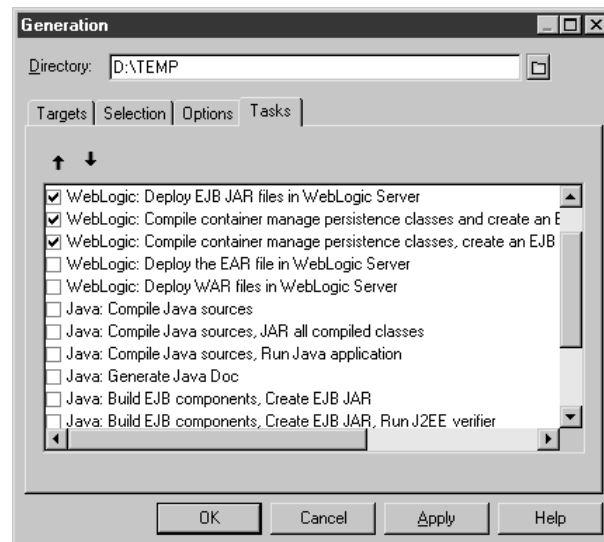 Generation
Directory: D:\TEMP
Targets Selection Options Tasks
WebLogic: Deploy EJB JAR files in WebLogic Server
WebLogic: Compile container manage persistence classes and create an E
WebLogic: Compile container manage persistence classes, create an EJB
WebLogic: Deploy the EAR file in WebLogic Server
WebLogic: Deploy WAR files in WebLogic Server
Java: Compile Java sources
Java: Compile Java sources, JAR all compiled classes
Java: Compile Java sources, Run Java application
Java: Generate Java Doc
Java: Build EJB components, Create EJB JAR
Java: Build EJB components, Create EJB JAR, Run J2EE verifier
OK Cancel Apply Help